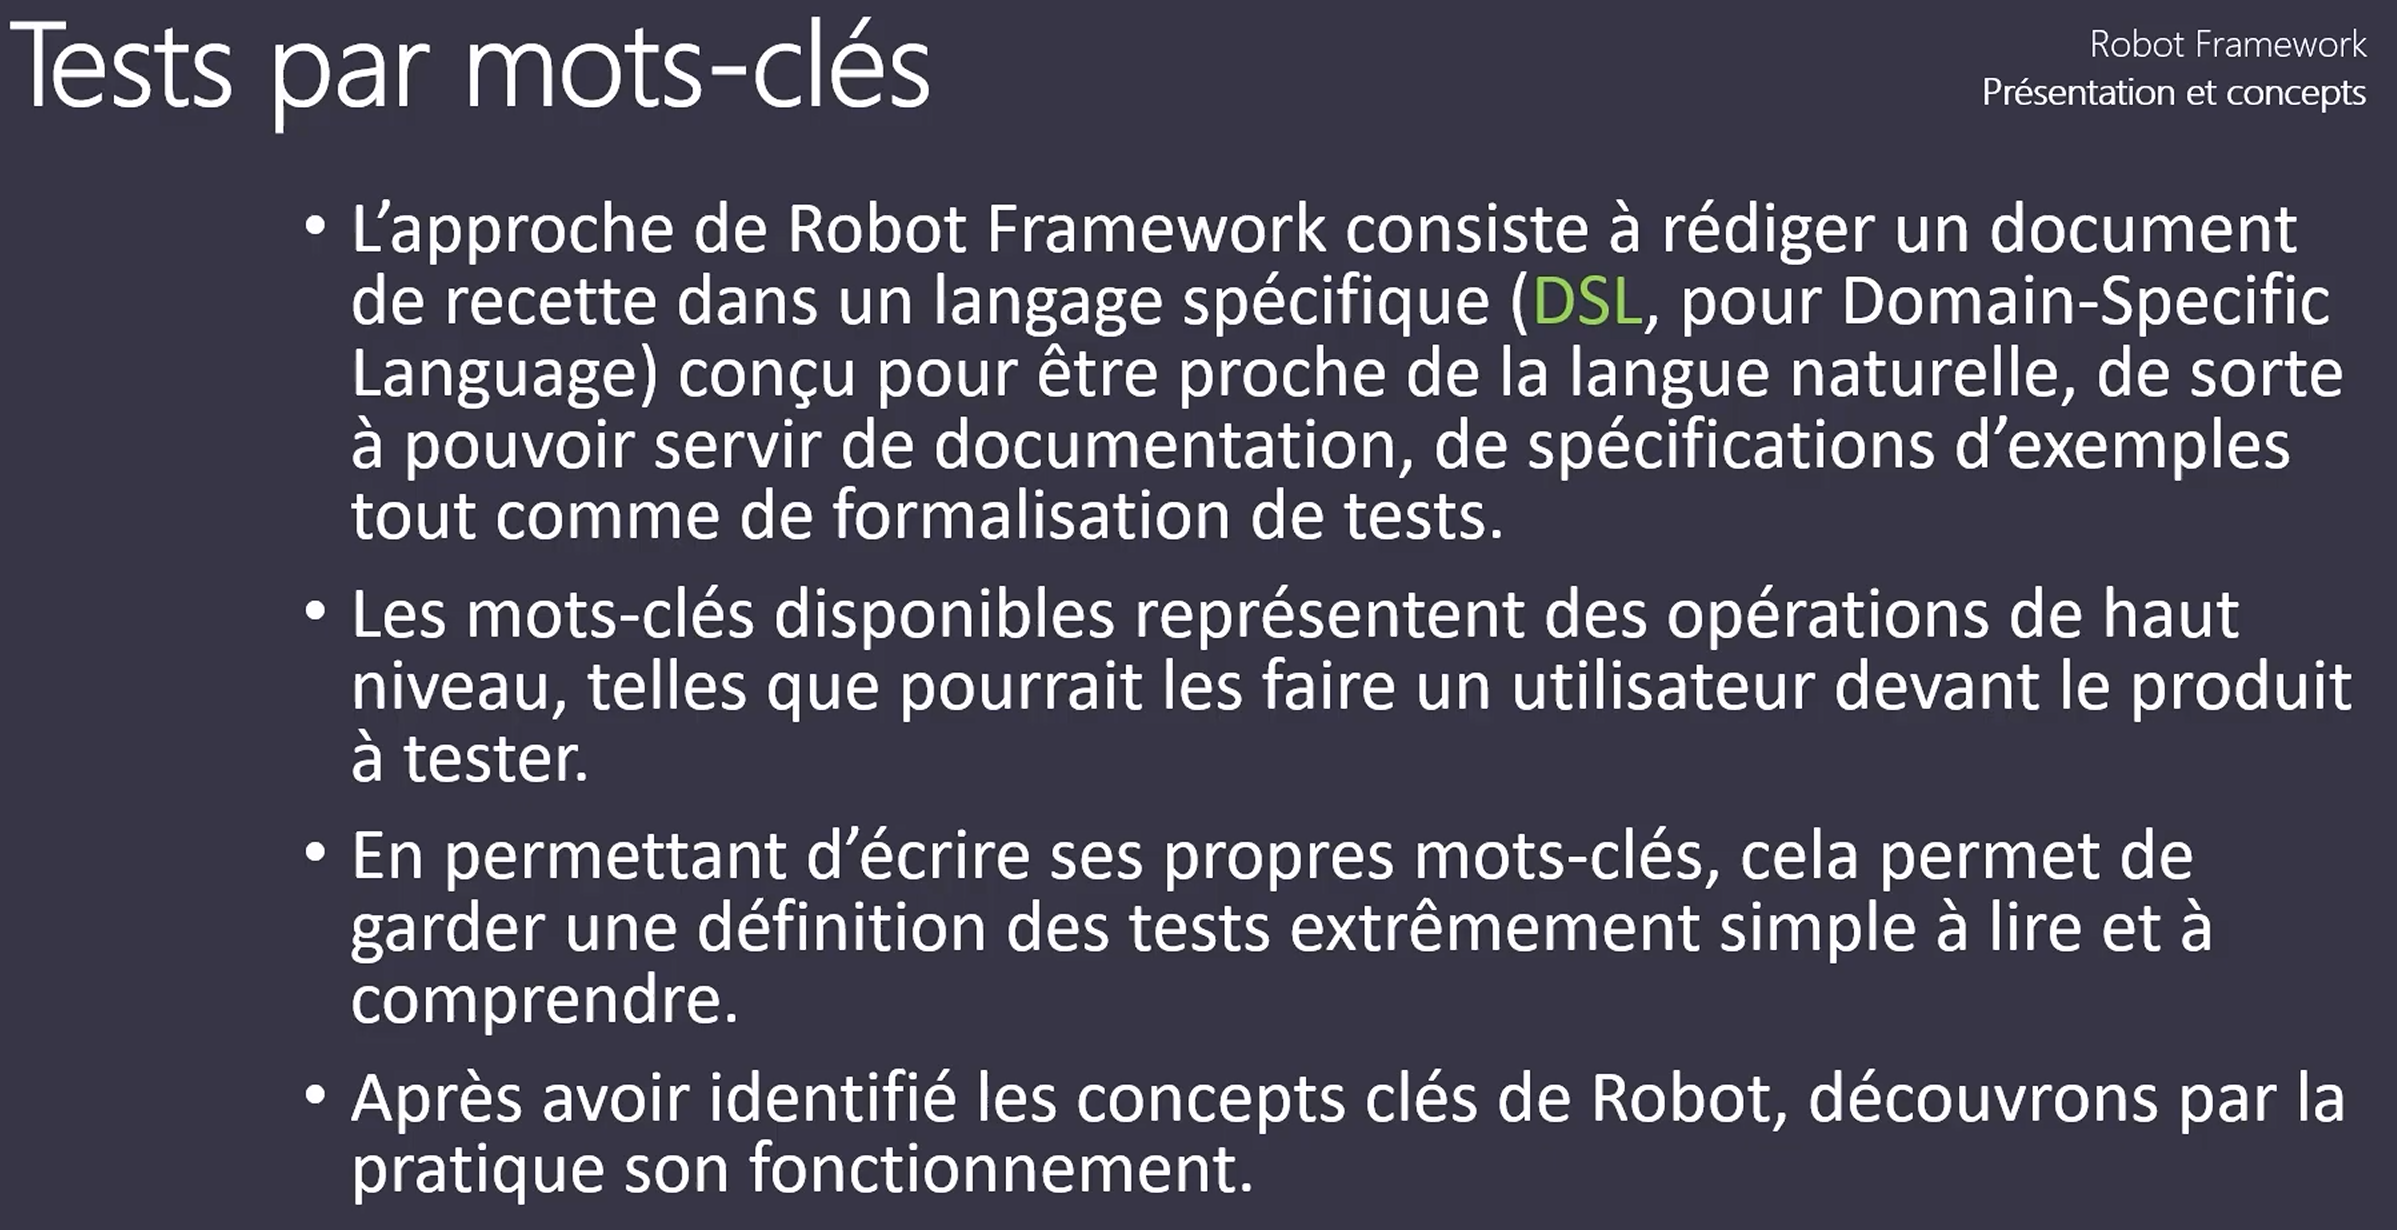 Tests par mots-clés
Robot Framework
Présentation et concepts
• L’approche de Robot Framework consiste à rédiger un document
de recette dans un langage spécifique (DSL, pour Domain-Specific
Language) conçu pour être proche de la langue naturelle, de sorte
à pouvoir servir de documentation, de spécifications d’exemples
tout comme de formalisation de tests.
• Les mots-clés disponibles représentent des opérations de haut
niveau, telles que pourrait les faire un utilisateur devant le produit
à tester.
• En permettant d’écrire ses propres mots-clés, cela permet de
garder une définition des tests extrêmement simple à lire et à
comprendre.
• Après avoir identifié les concepts clés de Robot, découvrons par la
pratique son fonctionnement.